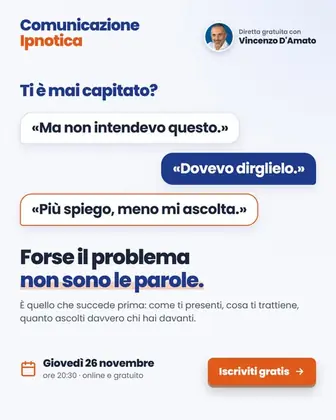 Comunicazione
Ipnotica
Diretta gratuita con
Vincenzo D'Amato
Ti è mai capitato?
«Ma non intendevo questo.»
«Dovevo dirglielo.»
«Più spiego, meno mi ascolta.»
Forse il problema
non sono le parole.
È quello che succede prima: come ti presenti, cosa ti trattiene,
quanto ascolti davvero chi hai davanti.
Giovedì 26 novembre
ore 20:30 · online e gratuito
Iscriviti gratis →